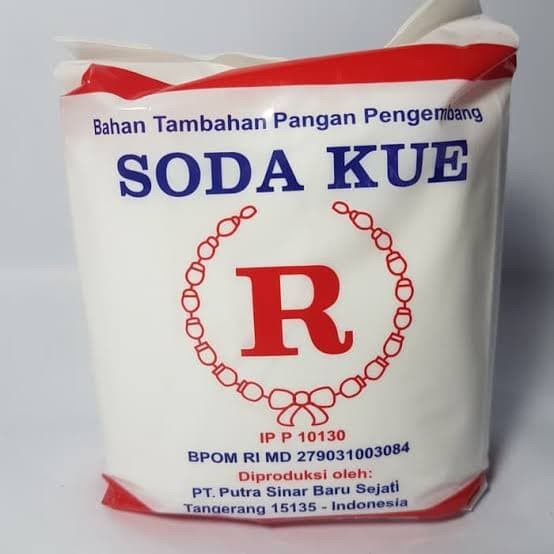 Bahan Tambahan Pangan Pengembang
SODA KUE
R
IP P 10130
BPOM RI MD 279031003084
Diproduksi oleh:
PT. Putra Sinar Baru Sejati
Tangerang 15135 - Indonesia